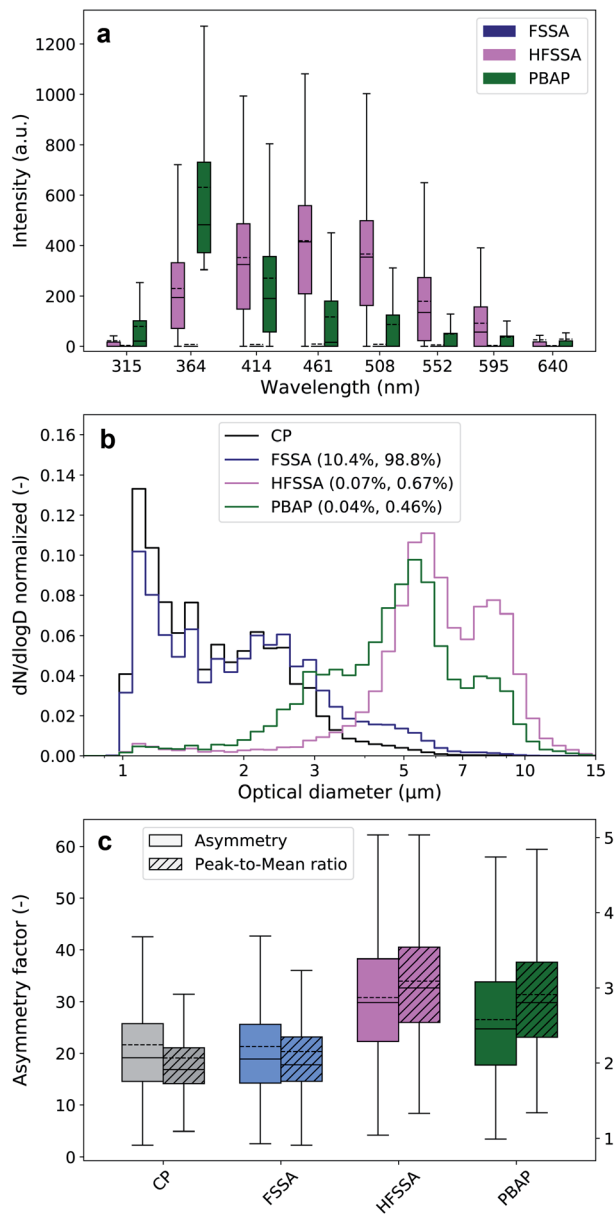 a
FSSA
HFSSA
PBAP
Intensity (a.u.)
1200
1000
800
600
400
200
0
315 364 414 461 508 552 595 640
Wavelength (nm)
b
CP
FSSA (10.4%, 98.8%)
HFSSA (0.07%, 0.67%)
PBAP (0.04%, 0.46%)
dN/dlogD normalized (-)
0.16
0.14
0.12
0.10
0.08
0.06
0.04
0.02
0.00
1 2 3 5 7 10 15
Optical diameter (μm)
c
Asymmetry
Peak-to-Mean ratio
Asymmetry factor (-)
60
50
40
30
20
10
0
5
4
3
2
1
CP FSSA HFSSA PBAP